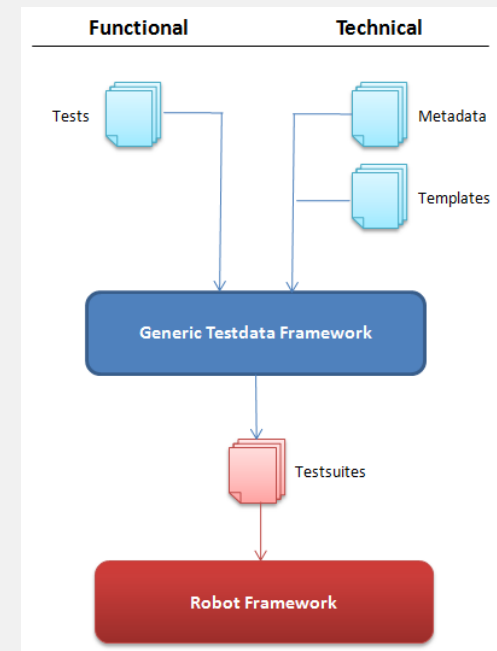 Functional
Technical
Tests
Metadata
Templates
Generic Testdata Framework
Testsuites
Robot Framework